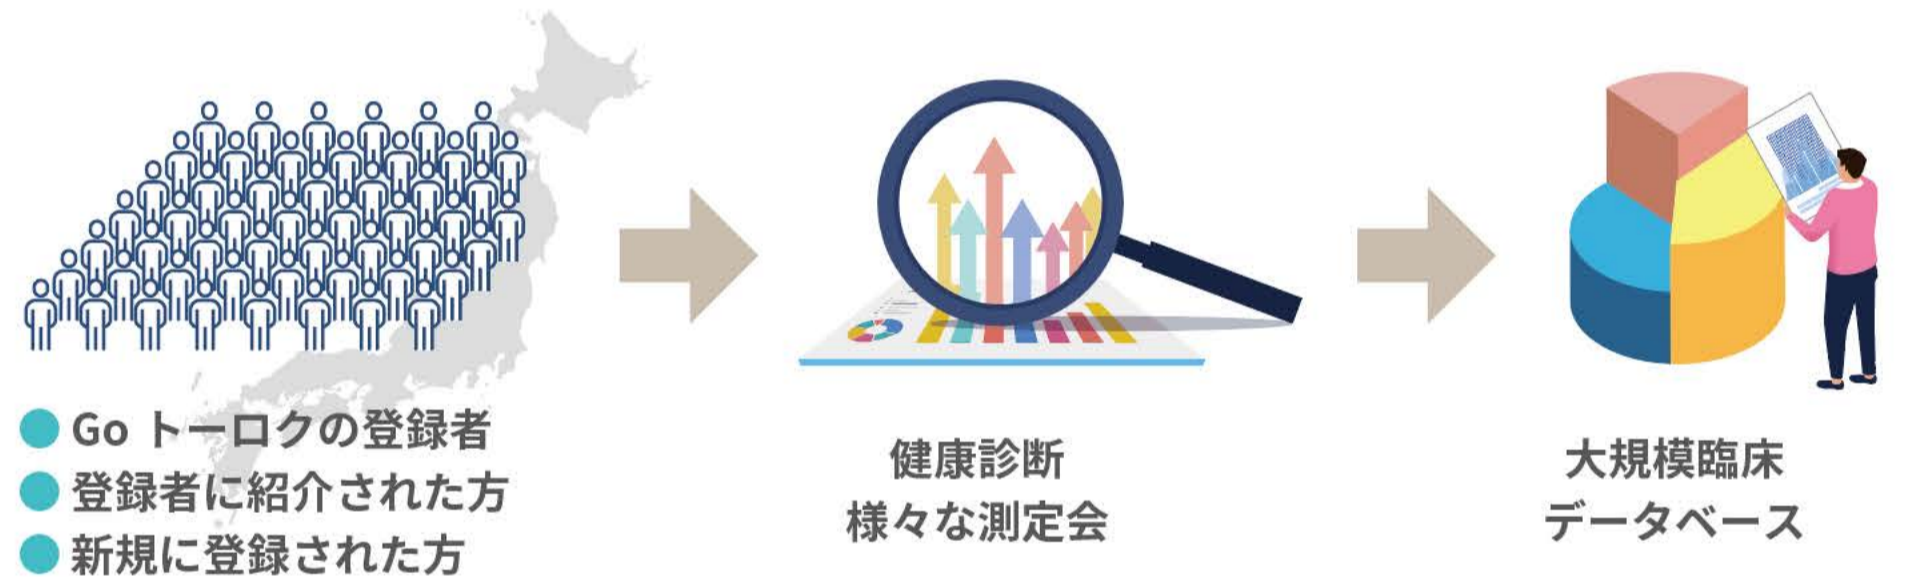 Go トーロクの登録者
登録者に紹介された方
新規に登録された方
健康診断
様々な測定会
大規模臨床
データベース